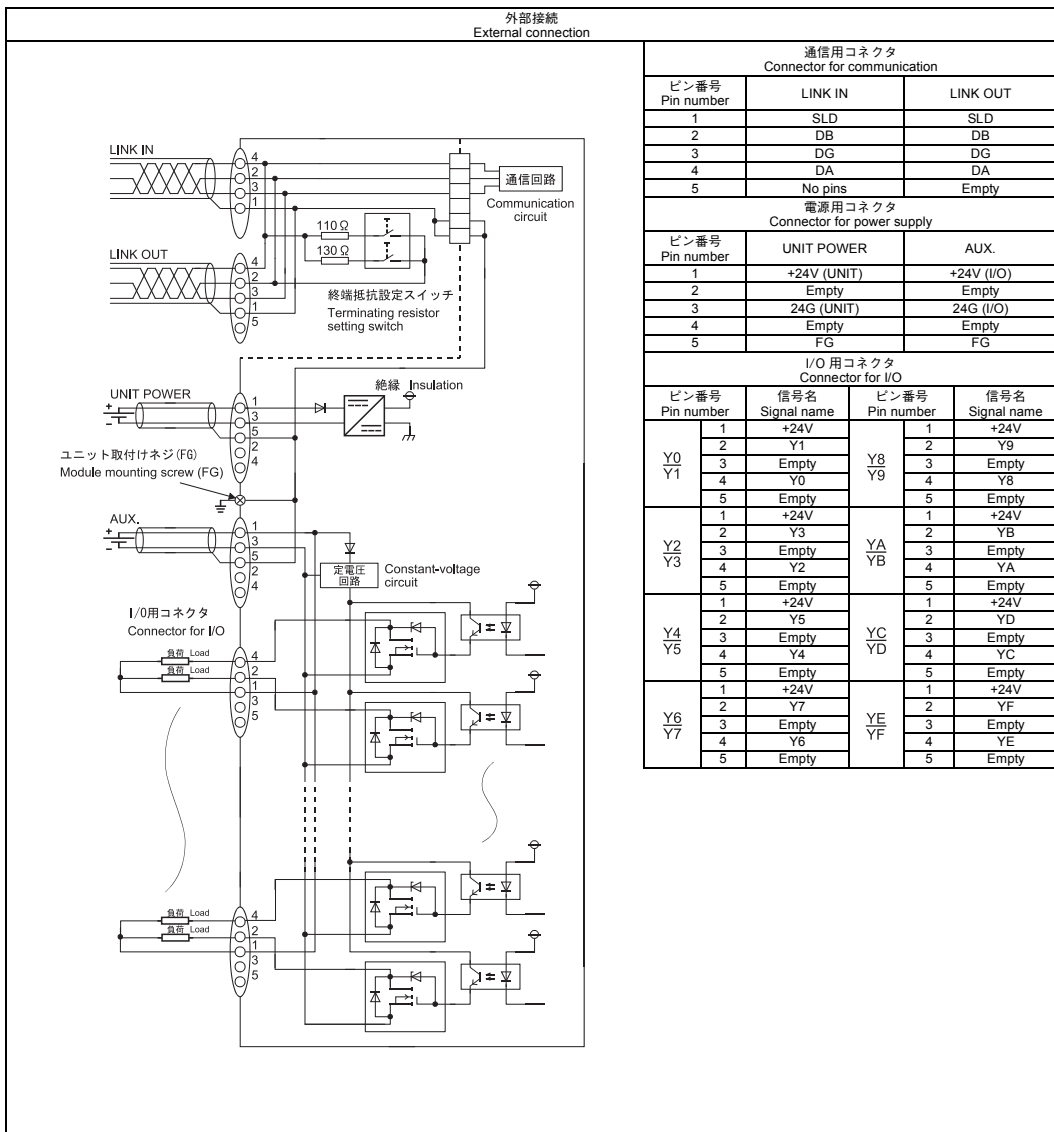 外部接続
External connection
LINK IN
4
2
3
1
通信回路
Communication
circuit
110 Ω
130 Ω
LINK OUT
4
2
3
1
5
終端抵抗設定スイッチ
Terminating resistor
setting switch
UNIT POWER
+
-
1
3
5
2
4
絶縁 Insulation
ユニット取付けネジ(FG)
Module mounting screw (FG)
AUX.
+
-
1
3
5
2
4
定電圧
回路
Constant-voltage
circuit
I/O用コネクタ
Connector for I/O
負荷 Load
負荷 Load
4
2
1
3
5
負荷 Load
負荷 Load
4
2
1
3
5
通信用コネクタ
Connector for communication
ピン番号
Pin number LINK IN LINK OUT
1 SLD SLD
2 DB DB
3 DG DG
4 DA DA
5 No pins Empty
電源用コネクタ
Connector for power supply
ピン番号
Pin number UNIT POWER AUX.
1 +24V (UNIT) +24V (I/O)
2 Empty Empty
3 24G (UNIT) 24G (I/O)
4 Empty Empty
5 FG FG
I/O 用コネクタ
Connector for I/O
ピン番号 信号名 ピン番号 信号名
Pin number Signal name Pin number Signal name
Y0
Y1
1 +24V
2 Y1
3 Empty
4 Y0
5 Empty
Y8
Y9
1 +24V
2 Y9
3 Empty
4 Y8
5 Empty
Y2
Y3
1 +24V
2 Y3
3 Empty
4 Y2
5 Empty
YA
YB
1 +24V
2 YB
3 Empty
4 YA
5 Empty
Y4
Y5
1 +24V
2 Y5
3 Empty
4 Y4
5 Empty
YC
YD
1 +24V
2 YD
3 Empty
4 YC
5 Empty
Y6
Y7
1 +24V
2 Y7
3 Empty
4 Y6
5 Empty
YE
YF
1 +24V
2 YF
3 Empty
4 YE
5 Empty